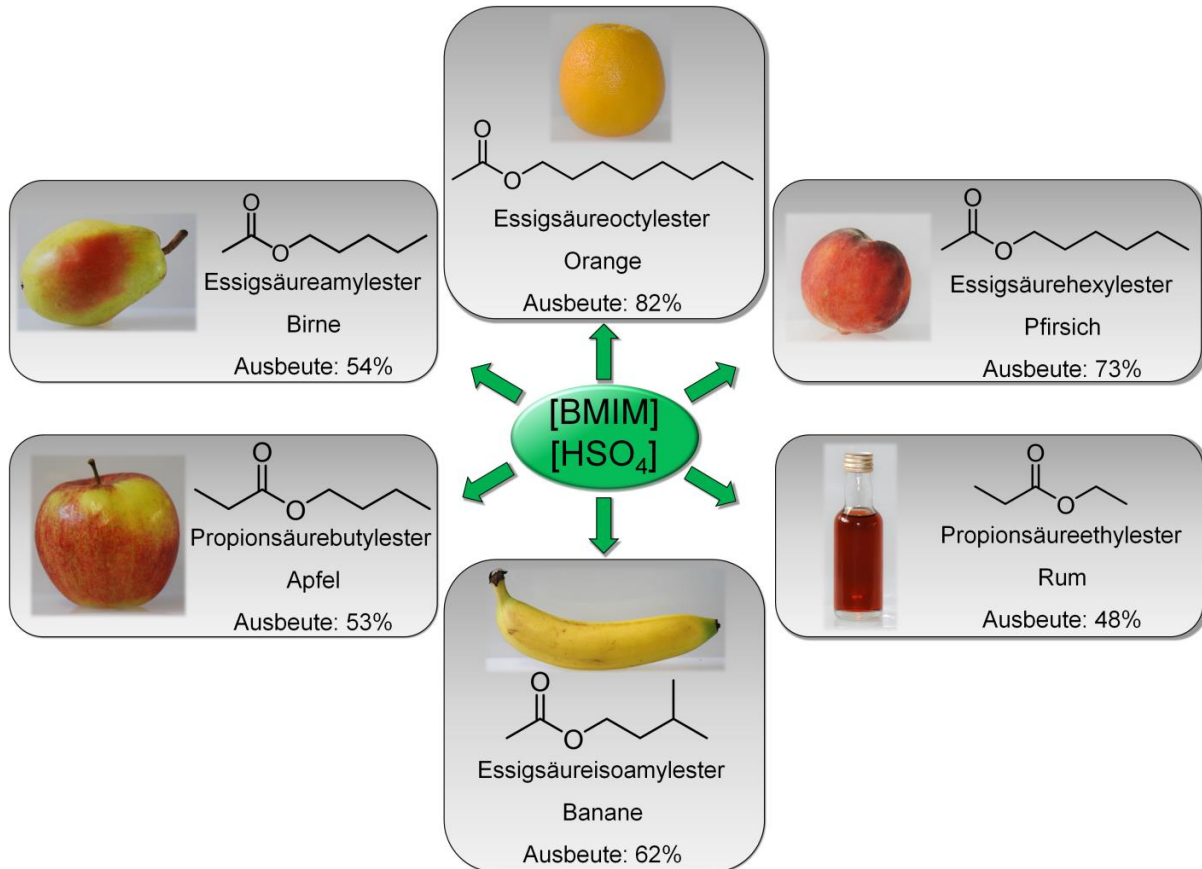 O
O
Essigsäureoctylester
Orange
Ausbeute: 82%
O
O
Essigsäureamylester
Birne
Ausbeute: 54%
O
O
Essigsäurehexylester
Pfirsich
Ausbeute: 73%
[BMIM]
[HSO₄]
O
O
Propionsäurebutylester
Apfel
Ausbeute: 53%
O
O
Propionsäureethylester
Rum
Ausbeute: 48%
O
O
Essigsäureisoamylester
Banane
Ausbeute: 62%